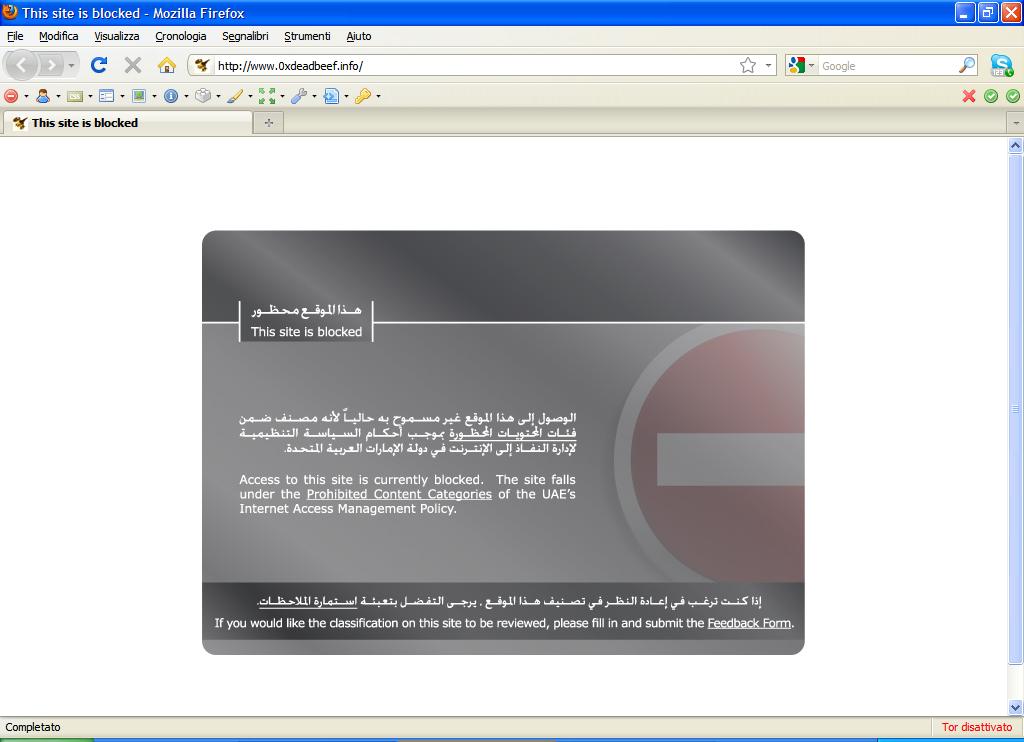 This site is blocked - Mozilla Firefox
File Modifica Visualizza Cronologia Segnalibri Strumenti Aiuto
http://www.0xdeadbeef.info/
Google
This site is blocked
هذا الموقع محظور
This site is blocked
الوصول إلى هذا الموقع غير مسموح به حالياً لأنه مصنف ضمن
فئات المحتويات المحظورة بموجب أحكام السياسة التنظيمية
لإدارة النفاذ إلى الإنترنت في دولة الإمارات العربية المتحدة.
Access to this site is currently blocked. The site falls
under the Prohibited Content Categories of the UAE's
Internet Access Management Policy.
إذا كنت ترغب في إعادة النظر في تصنيف هذا الموقع , يرجى التفضل بتعبئة إستمارة الملاحظات.
If you would like the classification on this site to be reviewed, please fill in and submit the Feedback Form.
Completato
Tor disattivato